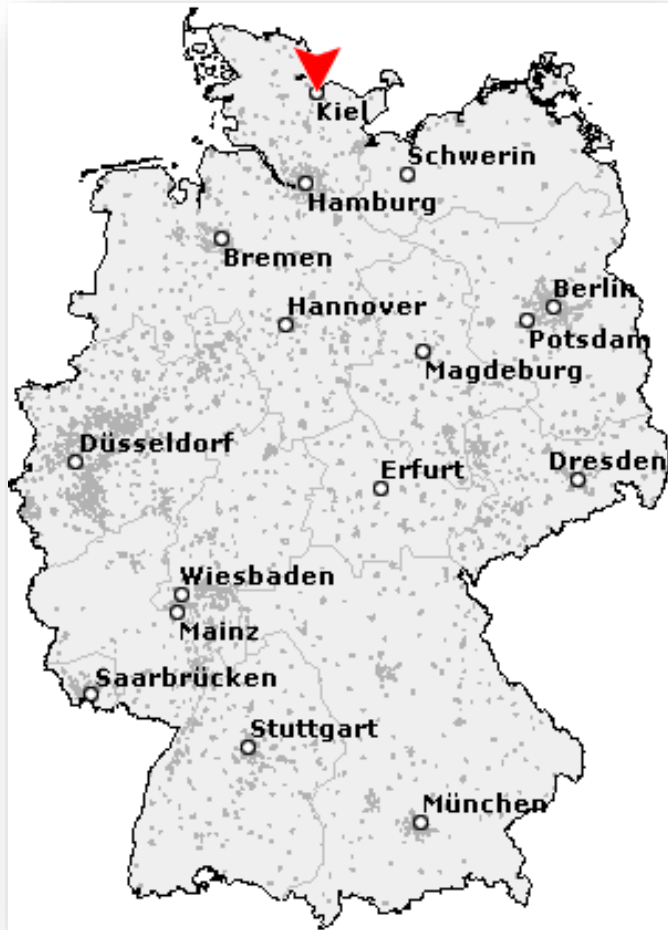 Kiel
Schwerin
Hamburg
Bremen
Berlin
Hannover
Potsdam
Magdeburg
Düsseldorf
Erfurt
Dresden
Wiesbaden
Mainz
Saarbrücken
Stuttgart
München